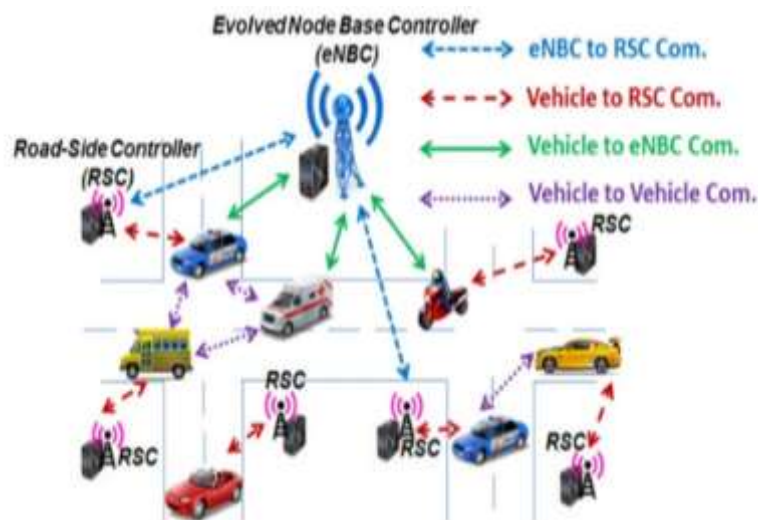 Evolved Node Base Controller
(eNBC)
eNBC to RSC Com.
Vehicle to RSC Com.
Vehicle to eNBC Com.
Vehicle to Vehicle Com.
Road-Side Controller
(RSC)
RSC
RSC
RSC
RSC
RSC